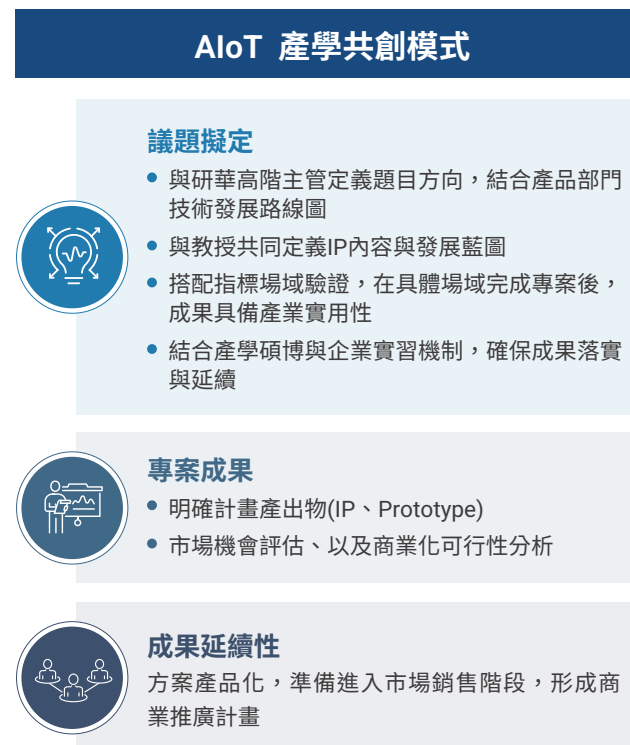 AIoT 產學共創模式
議題擬定
• 與研華高階主管定義題目方向，結合產品部門
技術發展路線圖
• 與教授共同定義IP內容與發展藍圖
• 搭配指標場域驗證，在具體場域完成專案後，
成果具備產業實用性
• 結合產學碩博與企業實習機制，確保成果落實
與延續
專案成果
• 明確計畫產出物(IP、Prototype)
• 市場機會評估、以及商業化可行性分析
成果延續性
方案產品化，準備進入市場銷售階段，形成商
業推廣計畫